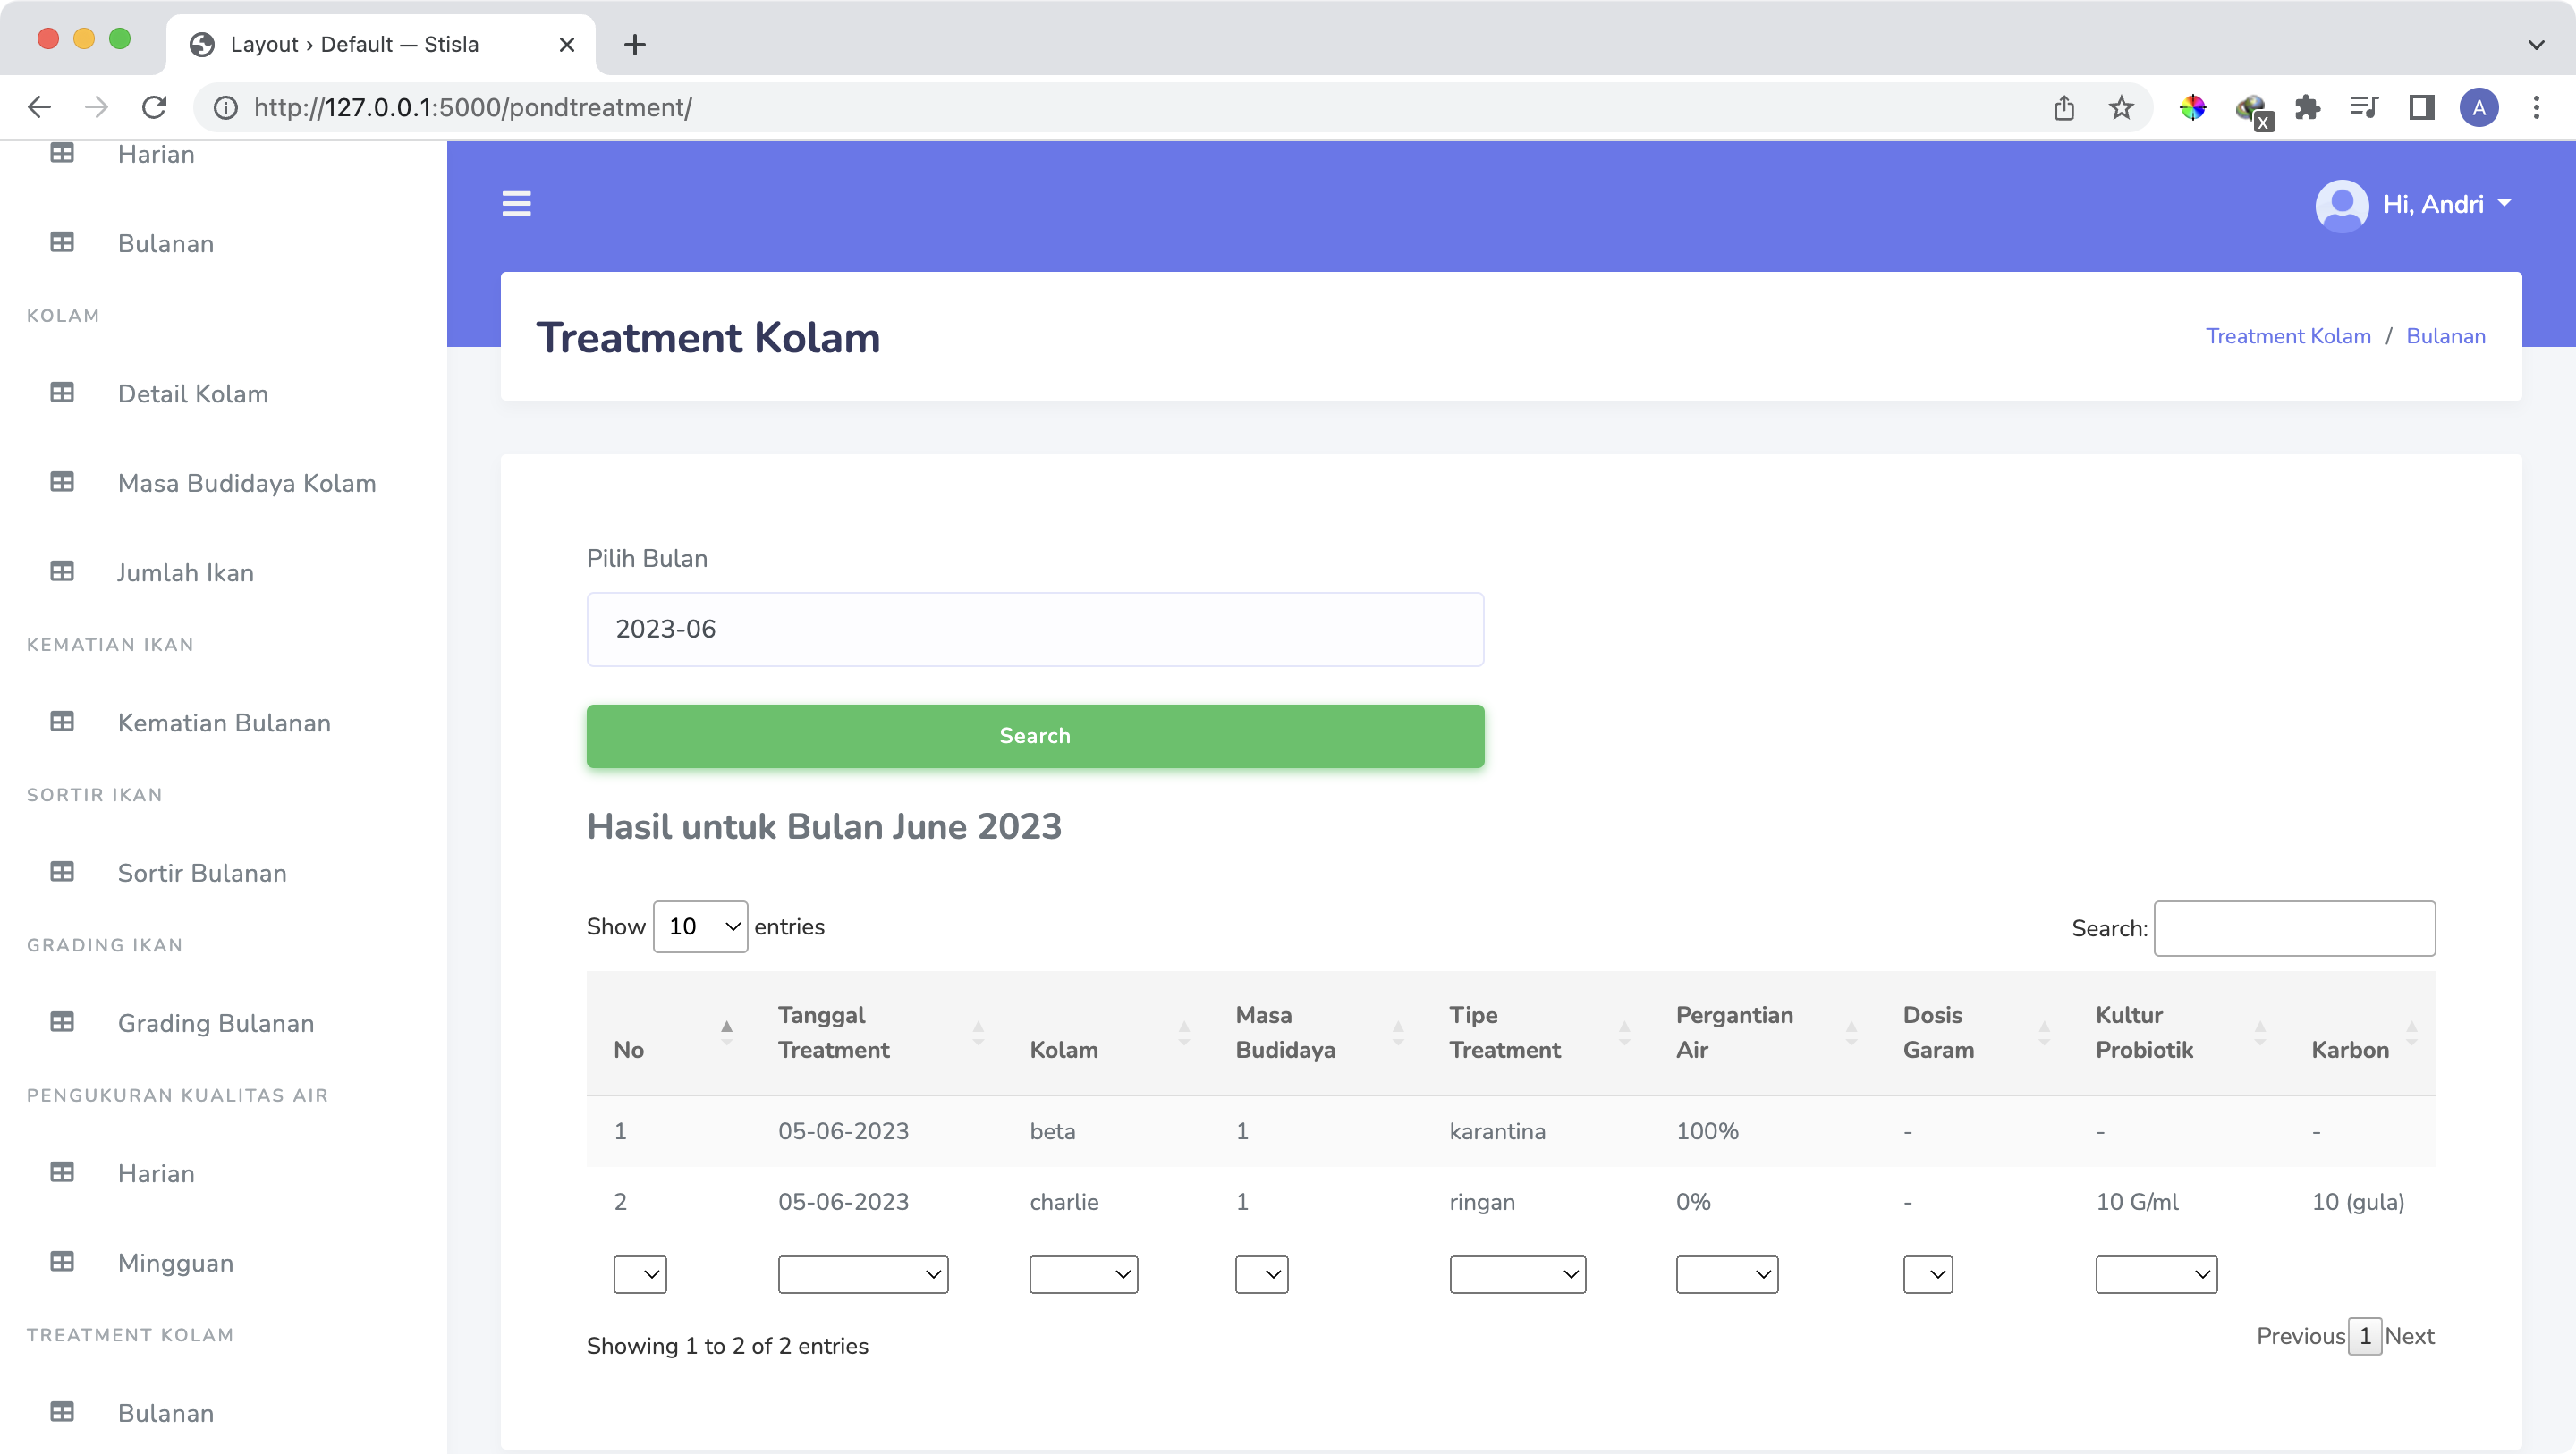 Layout › Default — Stisla
http://127.0.0.1:5000/pondtreatment/
X
A
Harian
Bulanan
KOLAM
Detail Kolam
Masa Budidaya Kolam
Jumlah Ikan
KEMATIAN IKAN
Kematian Bulanan
SORTIR IKAN
Sortir Bulanan
GRADING IKAN
Grading Bulanan
PENGUKURAN KUALITAS AIR
Harian
Mingguan
TREATMENT KOLAM
Bulanan
Hi, Andri
Treatment Kolam
Treatment Kolam / Bulanan
Pilih Bulan
2023-06
Search
Hasil untuk Bulan June 2023
Show 10 entries
Search:
No Tanggal Treatment Kolam Masa Budidaya Tipe Treatment Pergantian Air Dosis Garam Kultur Probiotik Karbon
1 05-06-2023 beta 1 karantina 100% - - -
2 05-06-2023 charlie 1 ringan 0% - 10 G/ml 10 (gula)
Showing 1 to 2 of 2 entries
Previous 1 Next